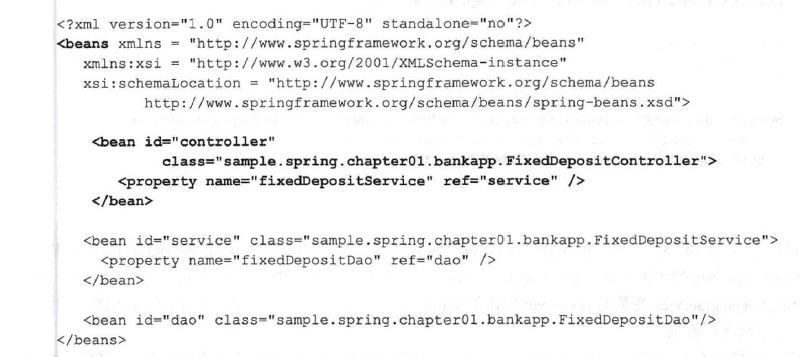 <?xml version="1.0" encoding="UTF-8" standalone="no"?>
<beans xmlns = "http://www.springframework.org/schema/beans"
xmlns:xsi = "http://www.w3.org/2001/XMLSchema-instance"
xsi:schemaLocation = "http://www.springframework.org/schema/beans
http://www.springframework.org/schema/beans/spring-beans.xsd">
<bean id="controller"
class="sample.spring.chapter01.bankapp.FixedDepositController">
<property name="fixedDepositService" ref="service" />
</bean>
<bean id="service" class="sample.spring.chapter01.bankapp.FixedDepositService">
<property name="fixedDepositDao" ref="dao" />
</bean>
<bean id="dao" class="sample.spring.chapter01.bankapp.FixedDepositDao"/>
</beans>